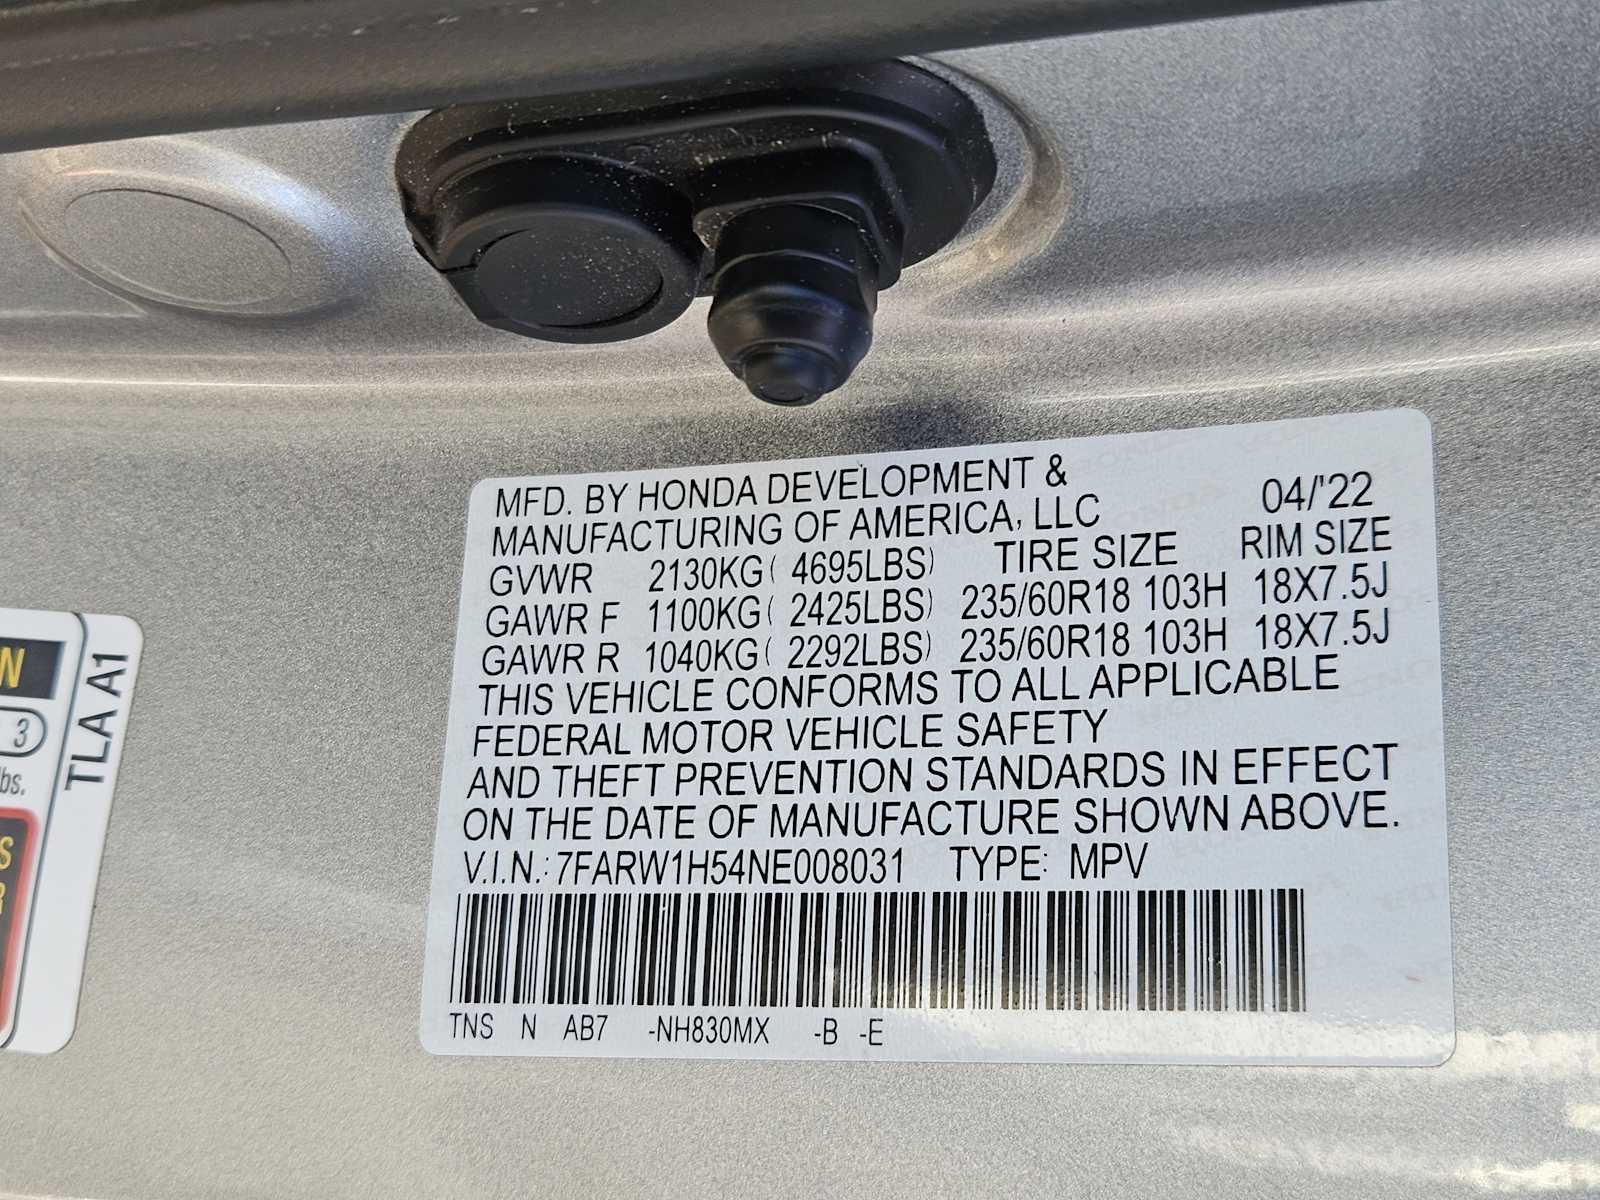 MFD. BY HONDA DEVELOPMENT &
MANUFACTURING OF AMERICA, LLC 04/'22
GVWR 2130KG( 4695LBS) TIRE SIZE RIM SIZE
GAWR F 1100KG( 2425LBS) 235/60R18 103H 18X7.5J
GAWR R 1040KG( 2292LBS) 235/60R18 103H 18X7.5J
THIS VEHICLE CONFORMS TO ALL APPLICABLE
FEDERAL MOTOR VEHICLE SAFETY
AND THEFT PREVENTION STANDARDS IN EFFECT
ON THE DATE OF MANUFACTURE SHOWN ABOVE.
V.I.N.: 7FARW1H54NE008031 TYPE: MPV
TNS N AB7 -NH830MX -B -E
TLA A1
3
lbs.